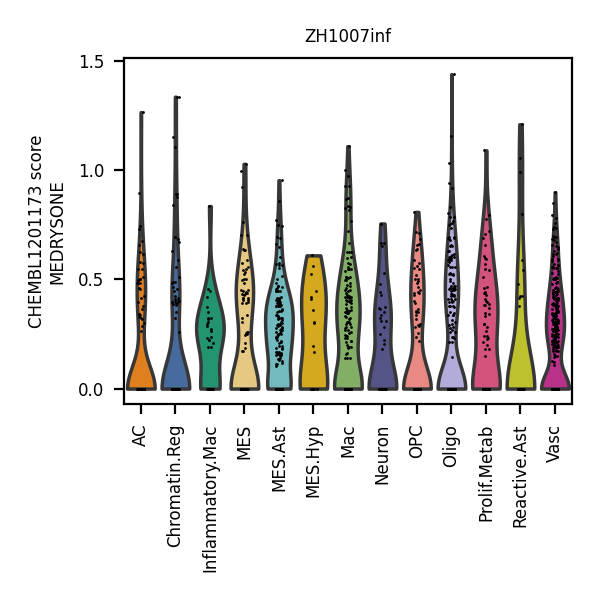 ZH1007inf
CHEMBL1201173 score
MEDRYSONE
1.5
1.0
0.5
0.0
AC
Chromatin.Reg
Inflammatory.Mac
MES
MES.Ast
MES.Hyp
Mac
Neuron
OPC
Oligo
Prolif.Metab
Reactive.Ast
Vasc